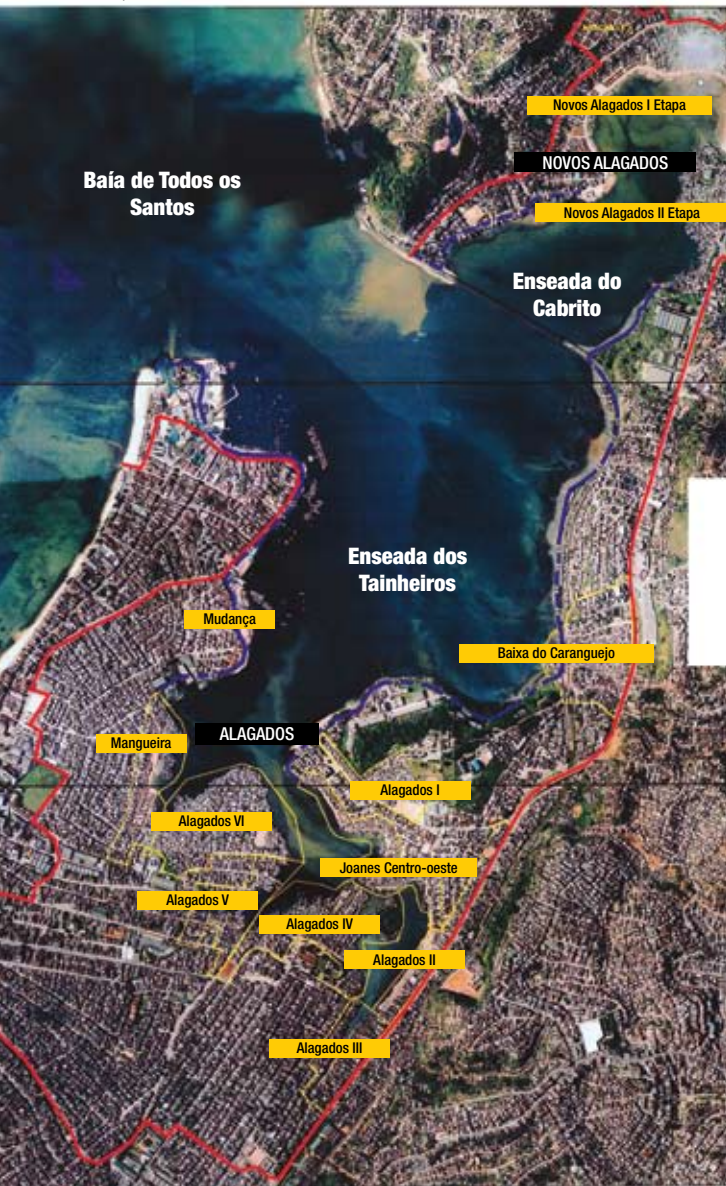 Novos Alagados I Etapa
NOVOS ALAGADOS
Baía de Todos os
Santos
Novos Alagados II Etapa
Enseada do
Cabrito
Enseada dos
Tainheiros
Mudança
Baixa do Caranguejo
ALAGADOS
Mangueira
Alagados I
Alagados VI
Joanes Centro-oeste
Alagados V
Alagados IV
Alagados II
Alagados III